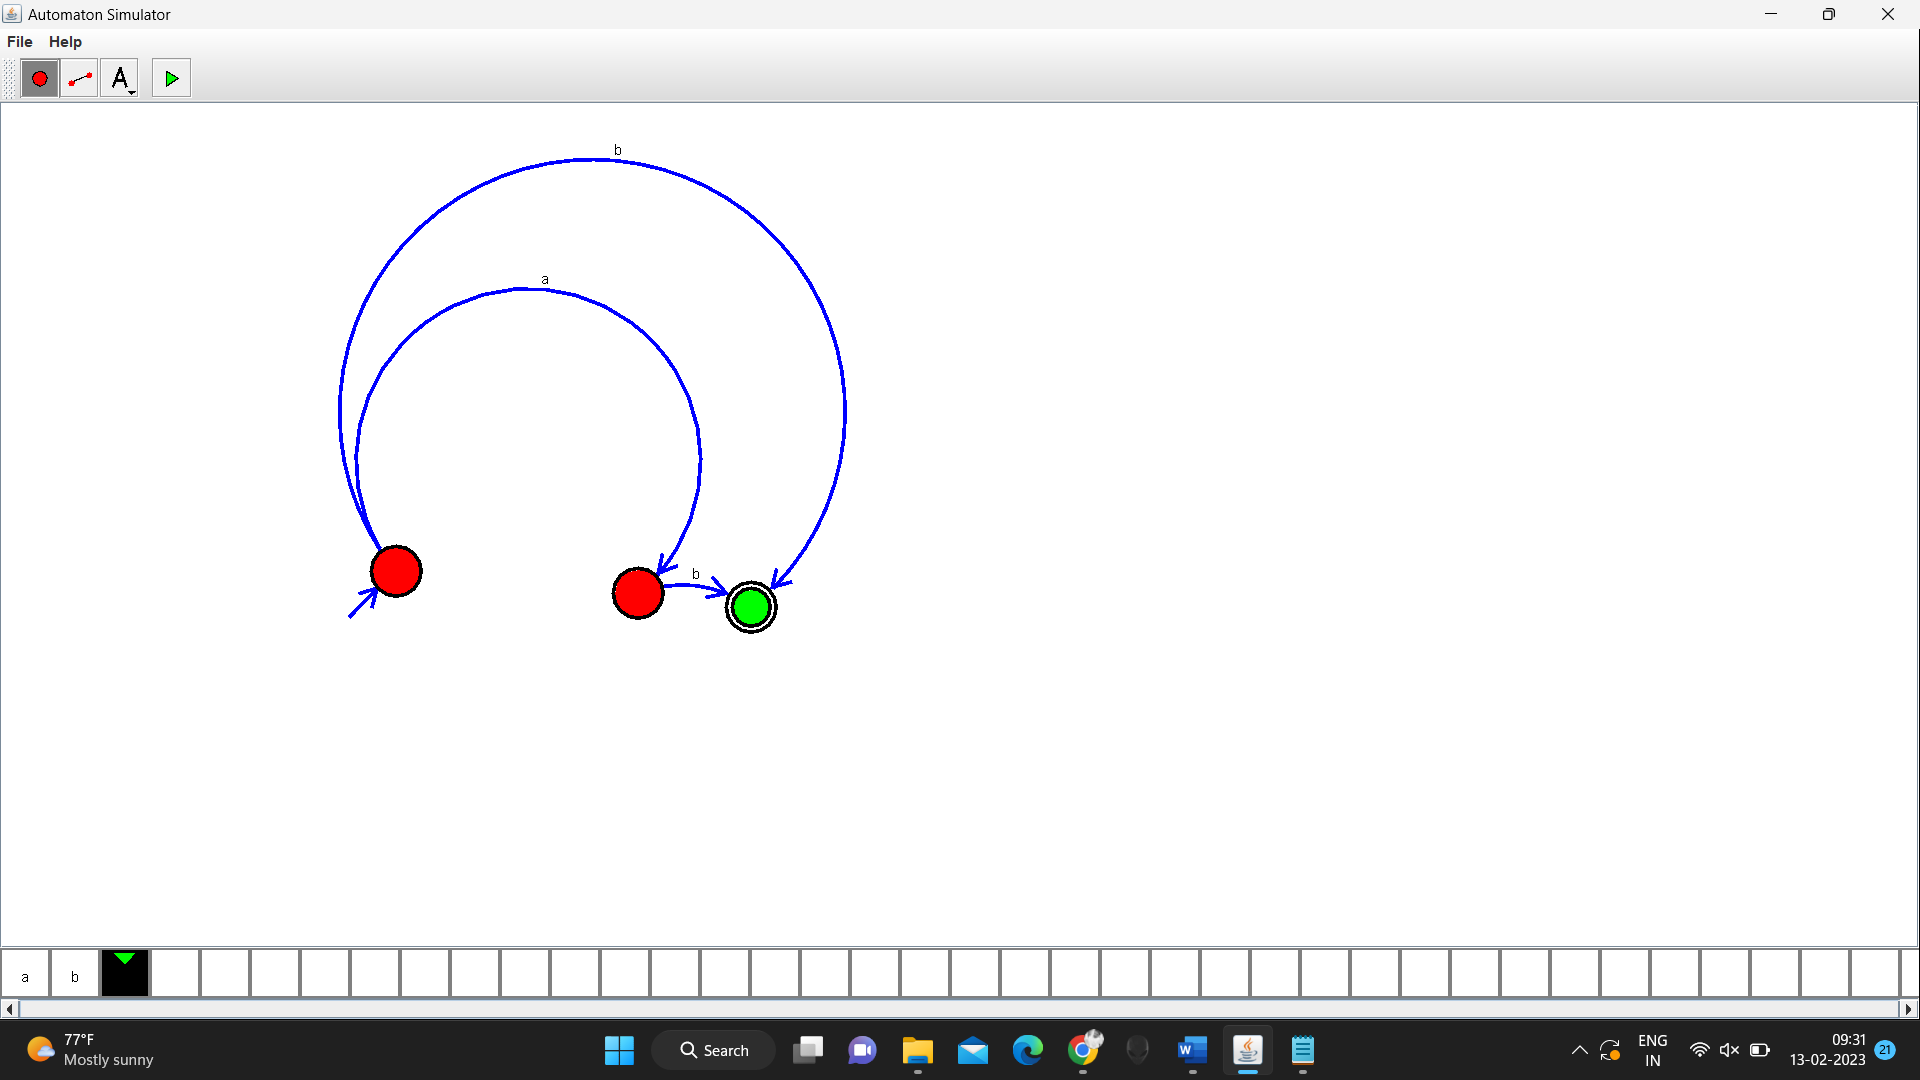 Automaton Simulator
File Help
A
b
a
b
a b
77°F
Mostly sunny
Search
W
ENG
IN
09:31
13-02-2023
21